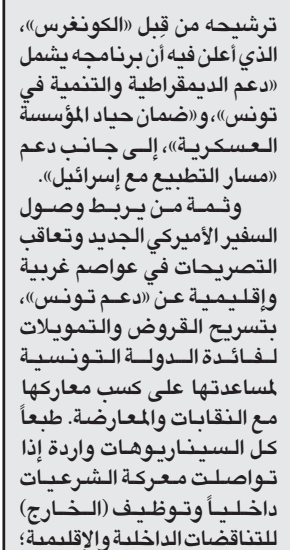 ترشيحه من قِبل «الكونغرس»،
الذي أعلن فيه أن برنامجه يشمل
«دعم الديمقراطية والتنمية في
تونس»، و«ضمان حياد المؤسسة
العسكرية»، إلى جانب دعم
«مسار التطبيع مع إسرائيل».
وثمة من يربط وصول
السفير الأميركي الجديد وتعاقب
التصريحات في عواصم غربية
وإقليمية عن «دعم تونس»،
بتسريح القروض والتمويلات
لفائدة الدولة التونسية
لمساعدتها على كسب معاركها
مع النقابات والمعارضة. طبعاً
كل السيناريوهات واردة إذا
تواصلت معركة الشرعيات
داخلياً وتوظيف (الخارج)
للتناقضات الداخلية والإقليمية؛